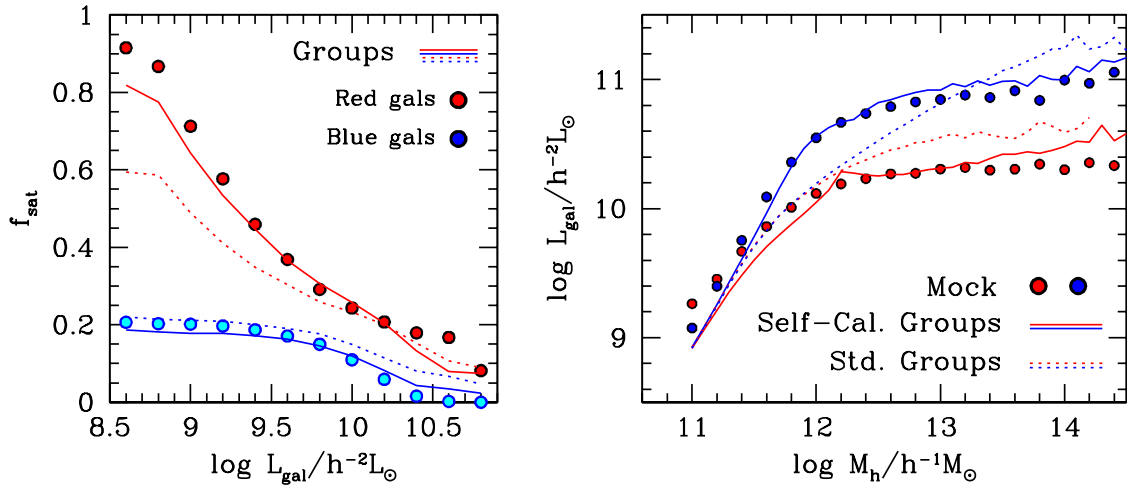 1
0.8
0.6
0.4
0.2
0
f_sat
8.5 9 9.5 10 10.5 11
log L_gal/h^-2L_⊙
Groups
Red gals
Blue gals
11
10
9
log L_gal/h^-2L_⊙
11 12 13 14
log M_h/h^-1M_⊙
Mock
Self-Cal. Groups
Std. Groups